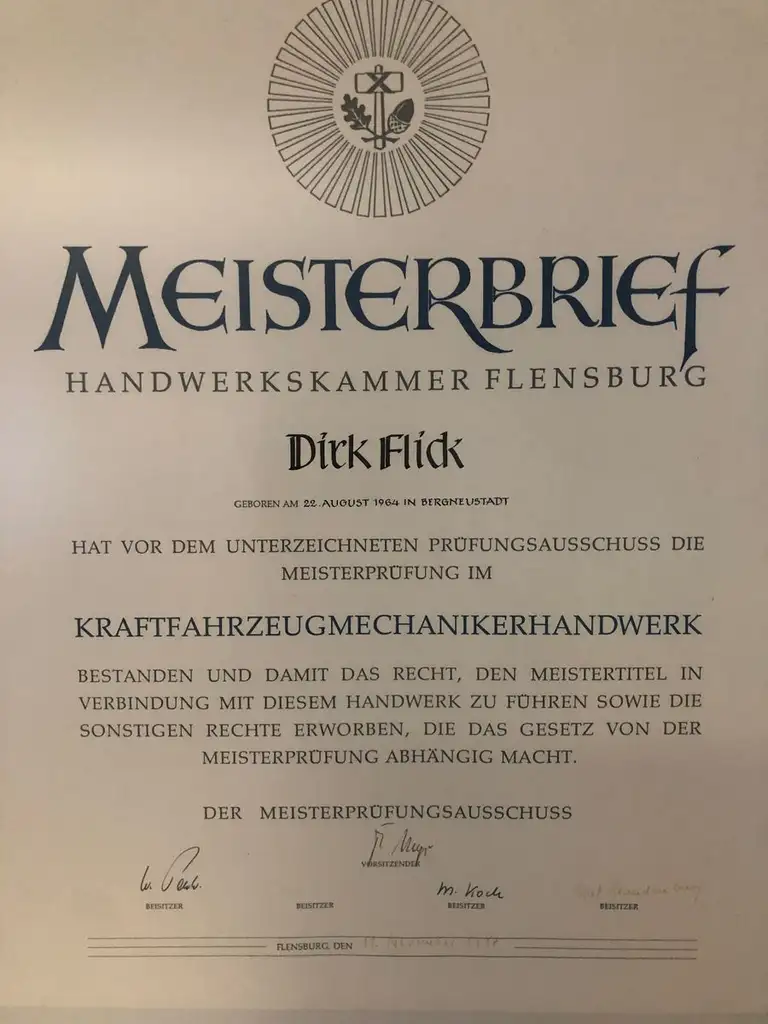 MEISTERBRIEF
HANDWERKSKAMMER FLENSBURG
Dirk Flick
GEBOREN AM 22. AUGUST 1964 IN BERGNEUSTADT
HAT VOR DEM UNTERZEICHNETEN PRÜFUNGSAUSSCHUSS DIE
MEISTERPRÜFUNG IM
KRAFTFAHRZEUGMECHANIKERHANDWERK
BESTANDEN UND DAMIT DAS RECHT, DEN MEISTERTITEL IN
VERBINDUNG MIT DIESEM HANDWERK ZU FÜHREN SOWIE DIE
SONSTIGEN RECHTE ERWORBEN, DIE DAS GESETZ VON DER
MEISTERPRÜFUNG ABHÄNGIG MACHT.
DER MEISTERPRÜFUNGSAUSSCHUSS
VORSITZENDER
M. Koch
BEISITZER BEISITZER BEISITZER BEISITZER
FLENSBURG, DEN